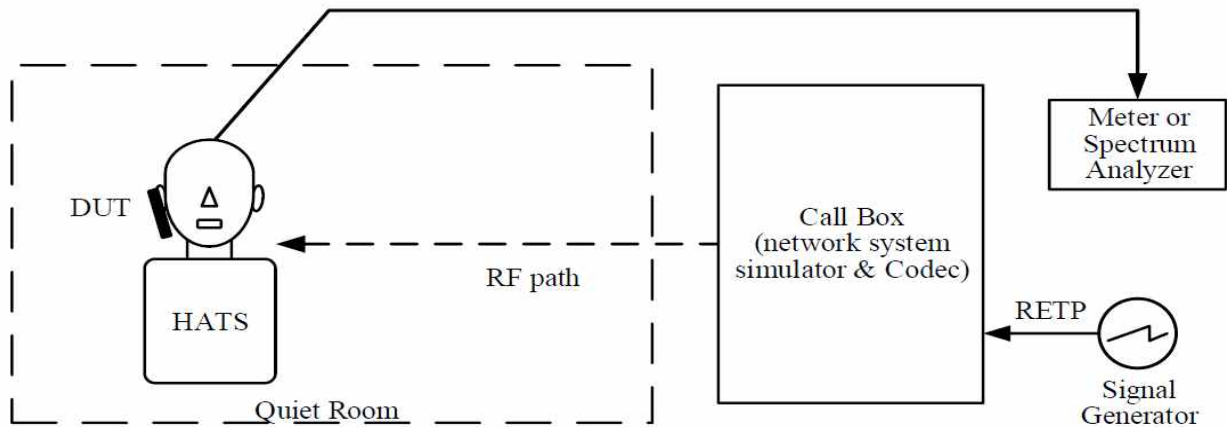 Meter or
Spectrum
Analyzer
DUT
Call Box
(network system
simulator & Codec)
RF path
HATS
RETP
Quiet Room
Signal
Generator